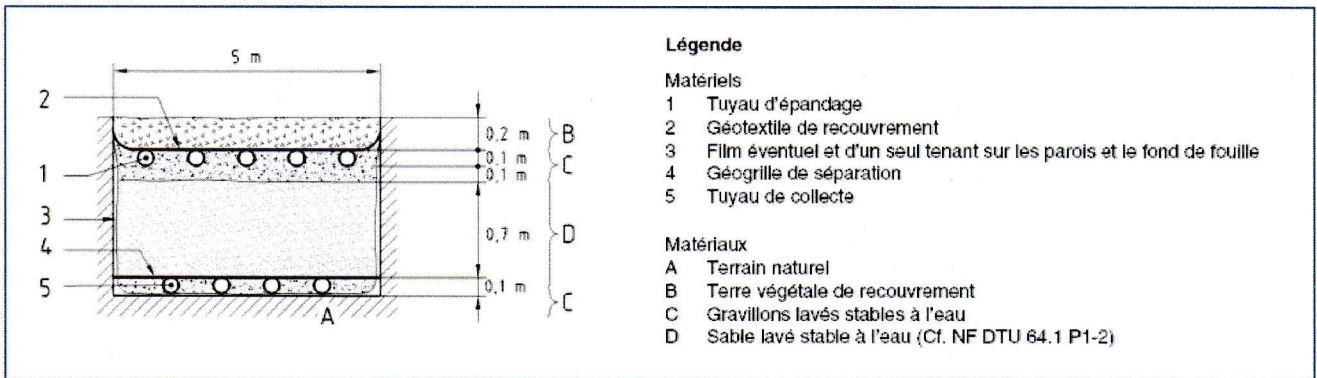 5 m
2
1
3
4
5
0,2 m
0,1 m
0,1 m
0,7 m
0,1 m
B
C
D
C
A
Légende
Matériels
1 Tuyau d'épandage
2 Géotextile de recouvrement
3 Film éventuel et d'un seul tenant sur les parois et le fond de fouille
4 Géogrille de séparation
5 Tuyau de collecte
Matériaux
A Terrain naturel
B Terre végétale de recouvrement
C Gravillons lavés stables à l'eau
D Sable lavé stable à l'eau (Cf. NF DTU 64.1 P1-2)